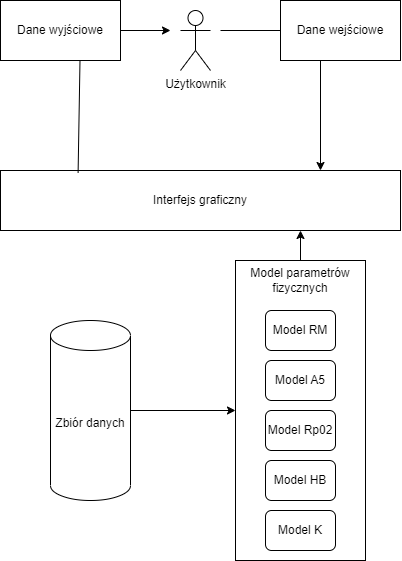 Dane wyjściowe
Dane wejściowe
Użytkownik
Interfejs graficzny
Model parametrów
fizycznych
Model RM
Model A5
Zbiór danych
Model Rp02
Model HB
Model K